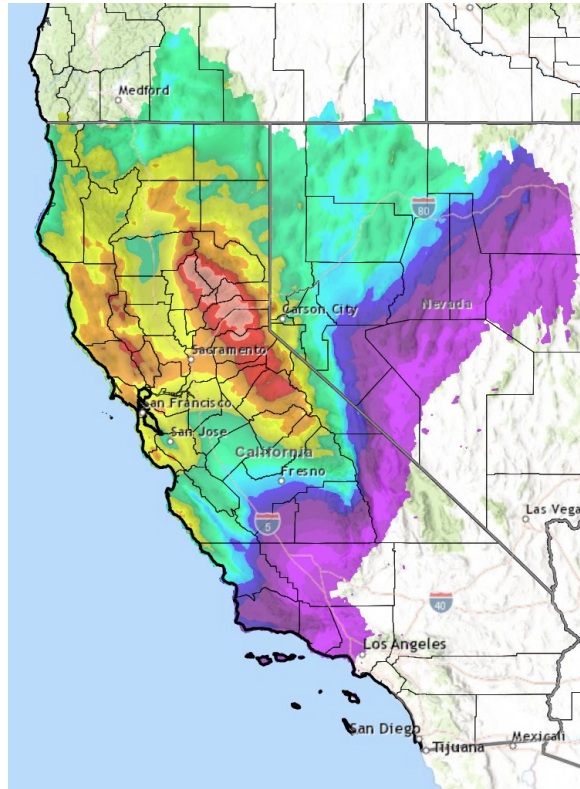 Medford
80
Nevada
Carson City
Sacramento
San Francisco
San Jose
California
Fresno
5
Las Vega
40
Los Angeles
San Diego
Tijuana
Mexicali